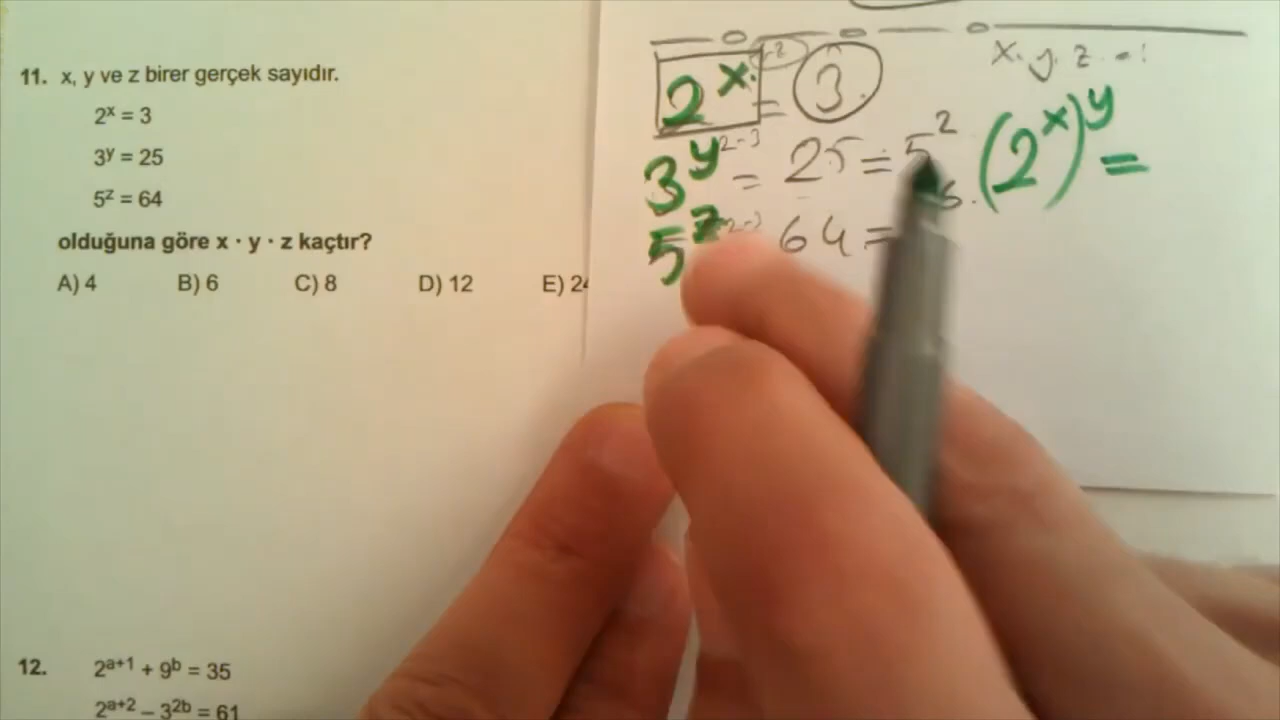 11. x, y ve z birer gerçek sayıdır.
2ˣ = 3
3ʸ = 25
5ᶻ = 64
olduğuna göre x · y · z kaçtır?
A) 4 B) 6 C) 8 D) 12 E) 24
12. 2ᵃ⁺¹ + 9ᵇ = 35
2ᵃ⁺² – 3²ᵇ = 61
x. y. z = ?
2ˣ = 3
3ʸ = 25 = 5² (2ˣ)ʸ =
5ᶻ 64 =